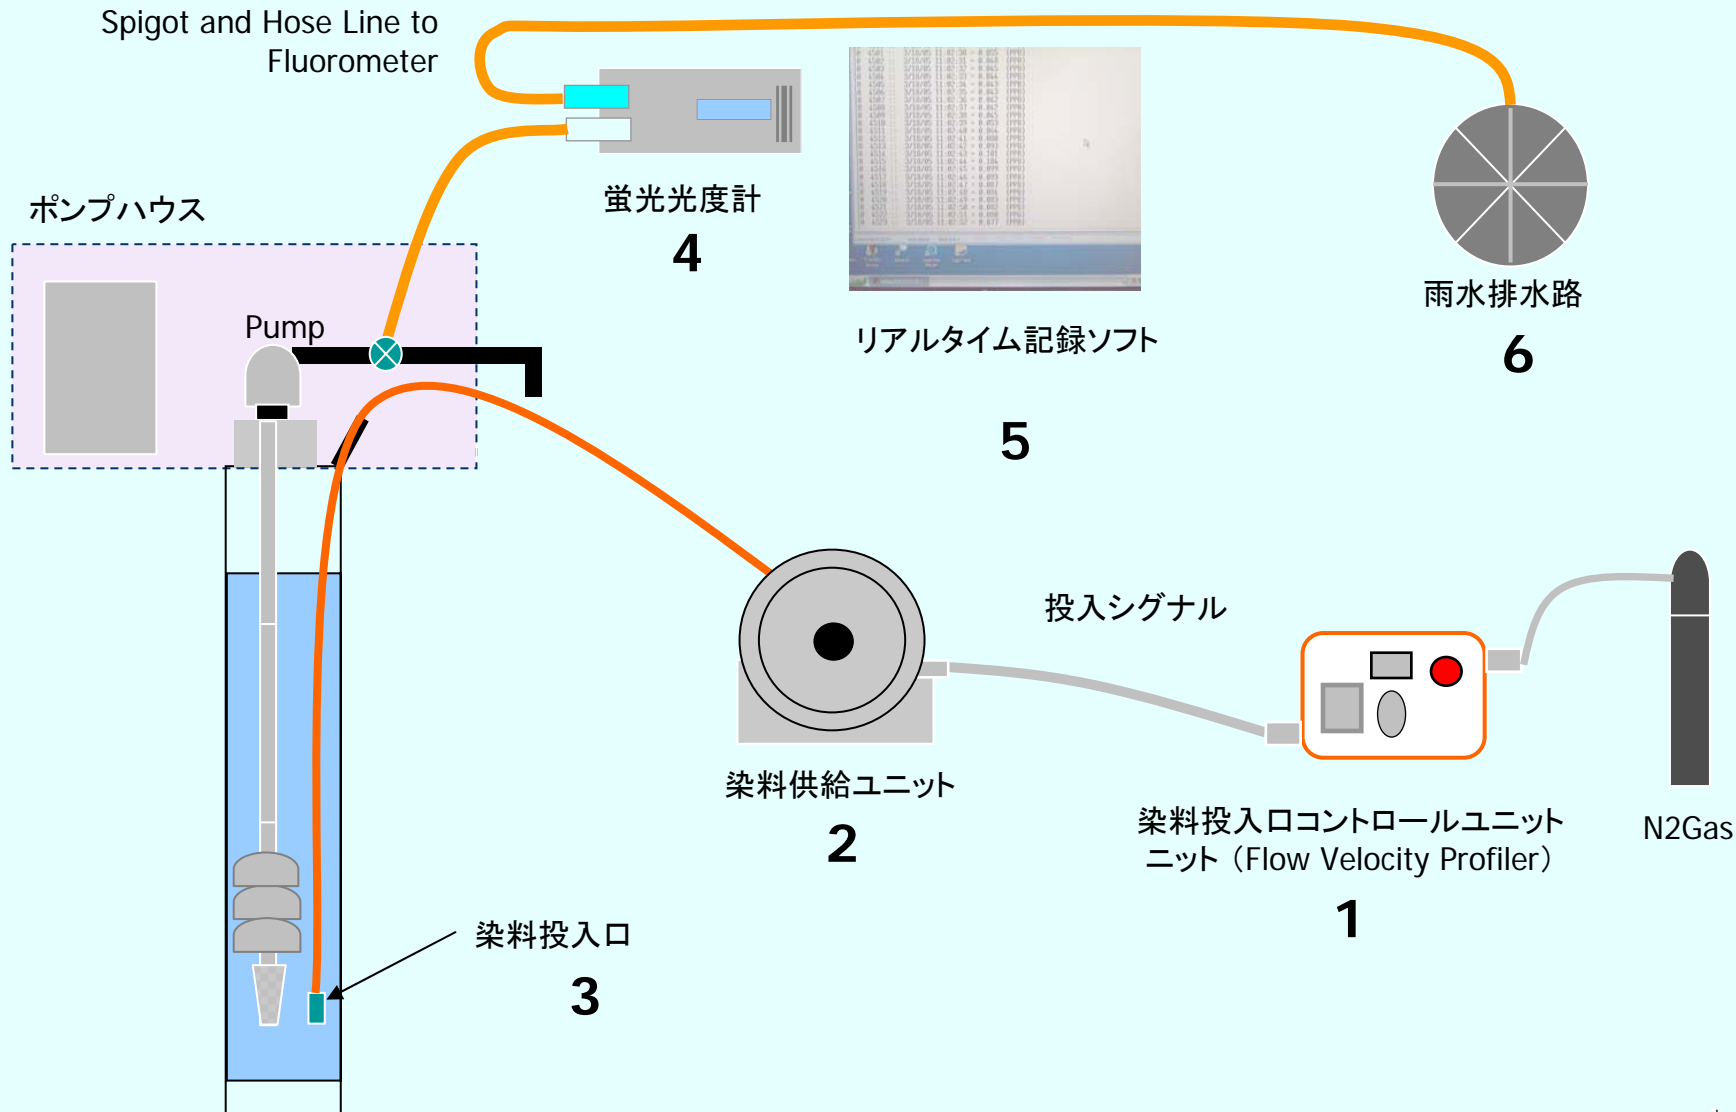 Spigot and Hose Line to
Fluorometer
蛍光光度計
4
ポンプハウス
Pump
リアルタイム記録ソフト
5
雨水排水路
6
投入シグナル
染料供給ユニット
2
染料投入口コントロールユニット
ニット（Flow Velocity Profiler）
1
N2Gas
染料投入口
3